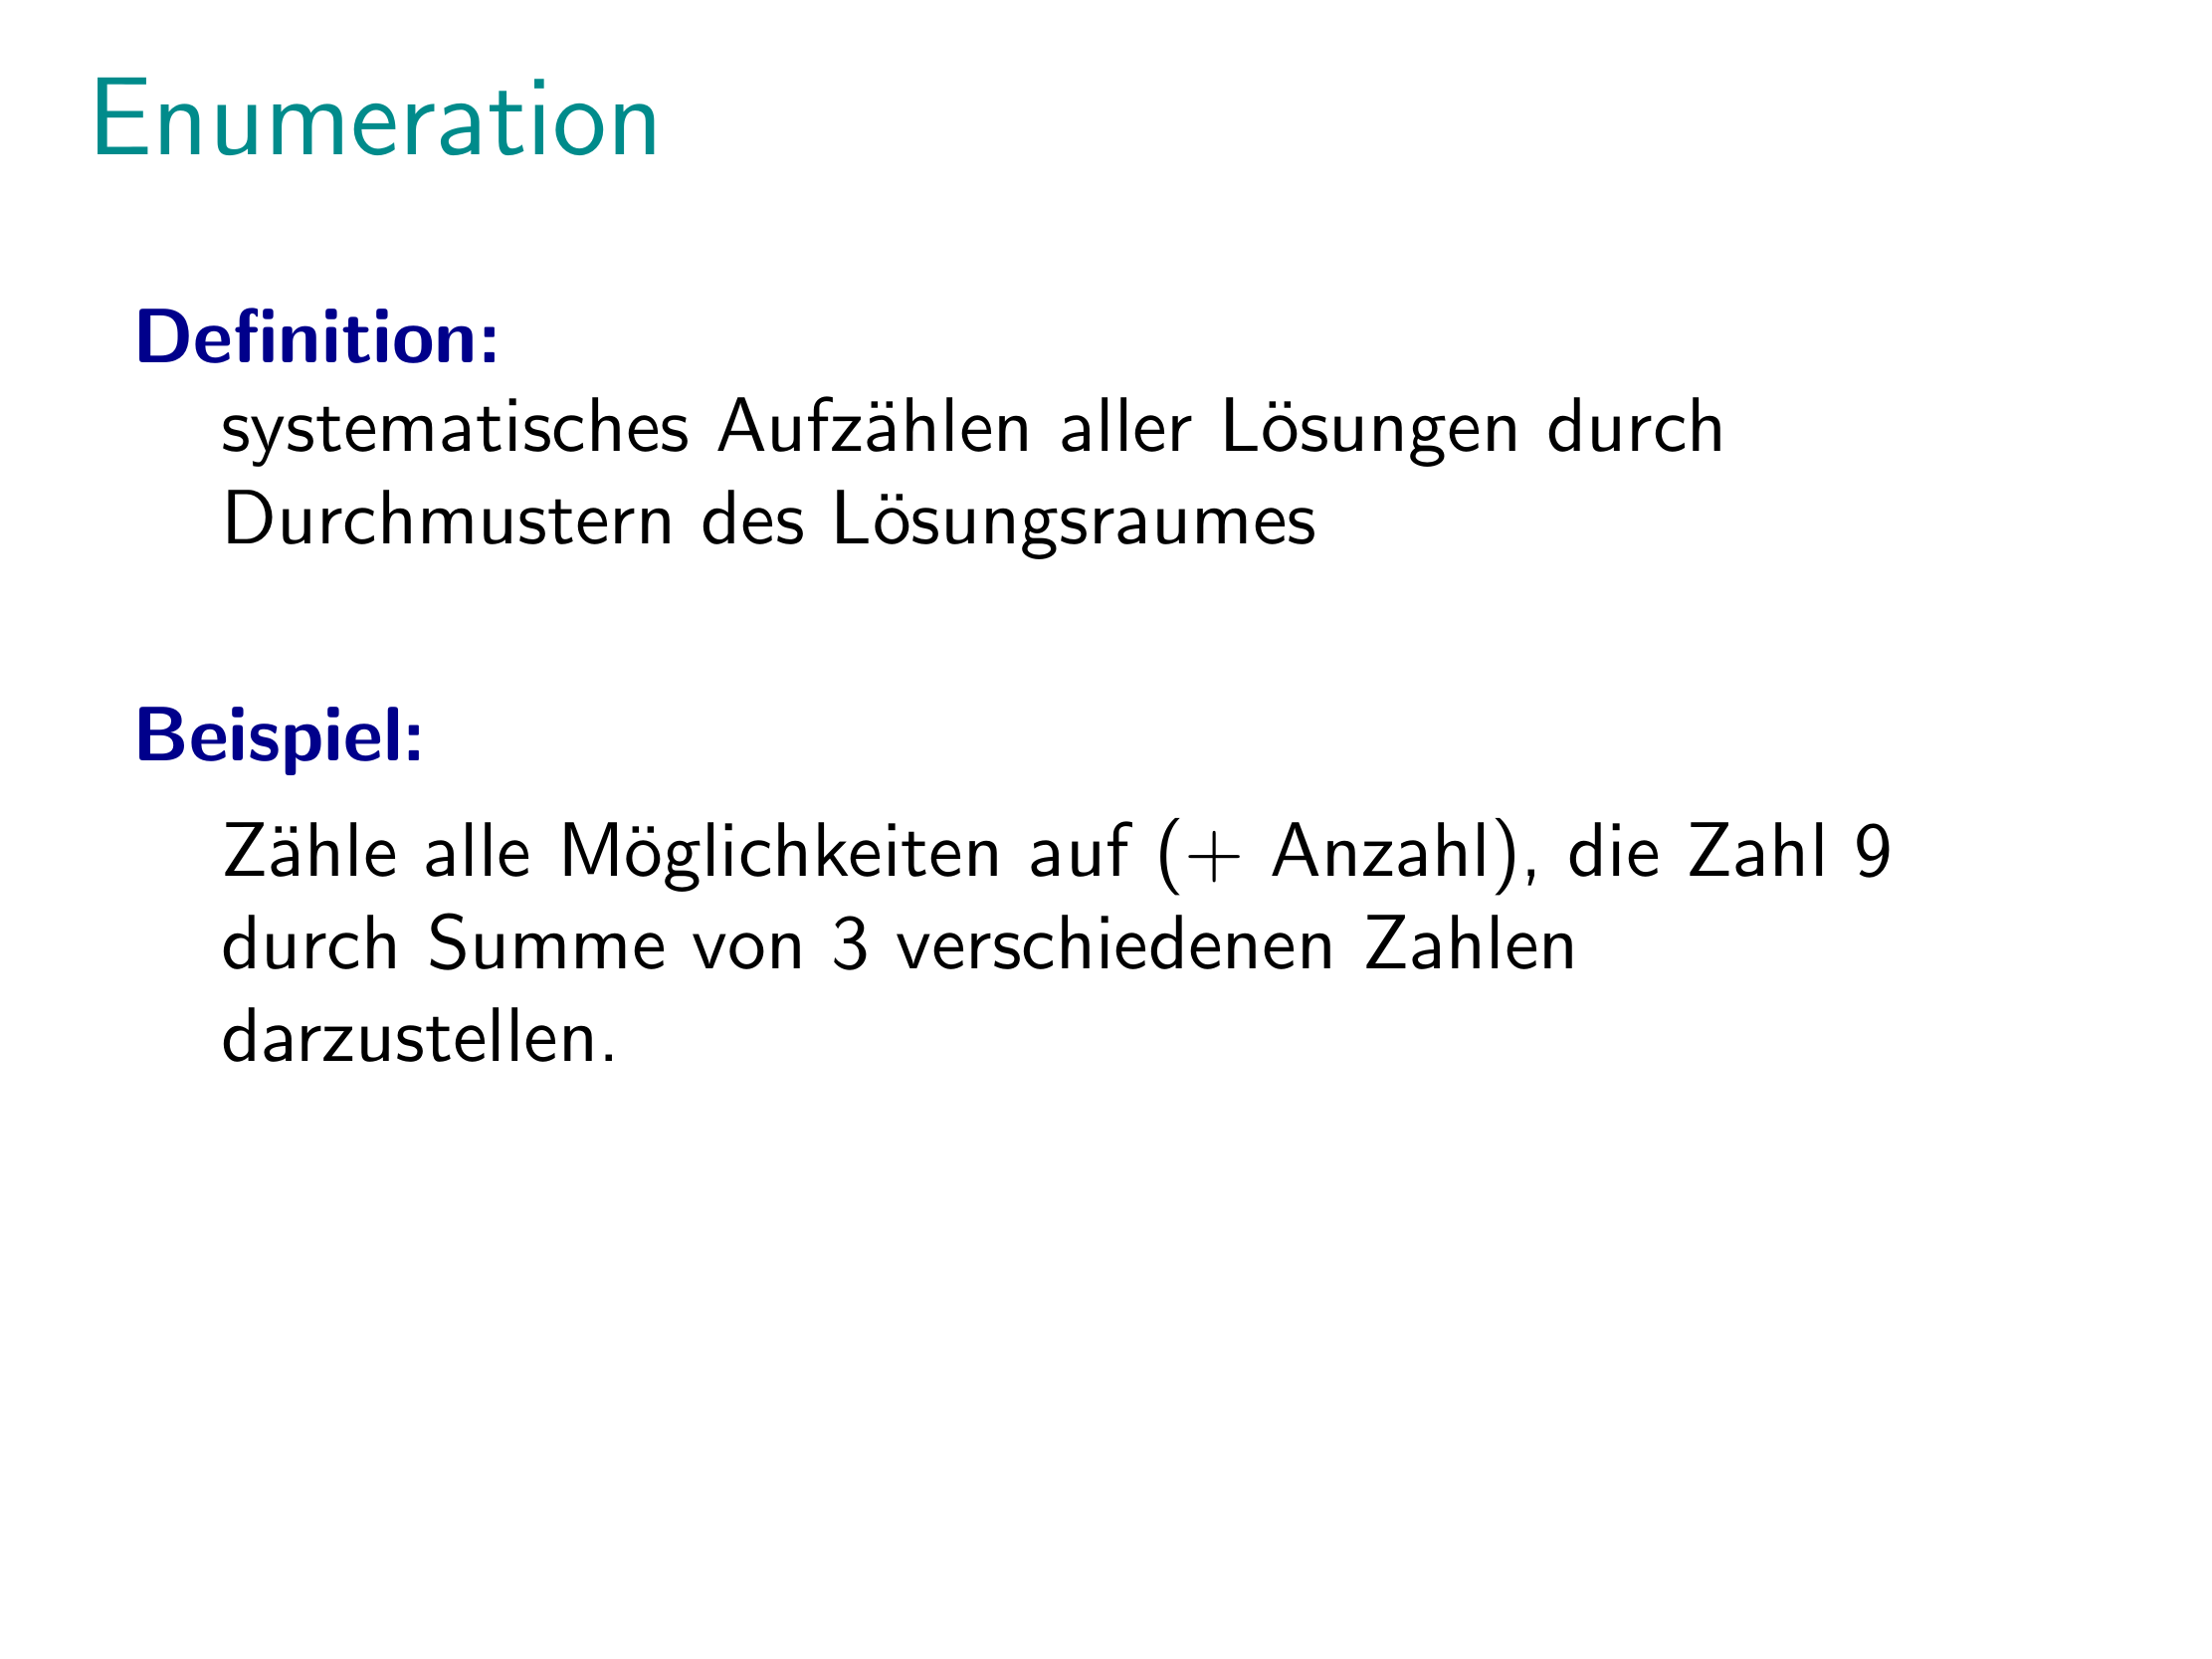 Enumeration
Definition:
systematisches Aufzählen aller Lösungen durch
Durchmustern des Lösungsraumes
Beispiel:
Zähle alle Möglichkeiten auf (+ Anzahl), die Zahl 9
durch Summe von 3 verschiedenen Zahlen
darzustellen.